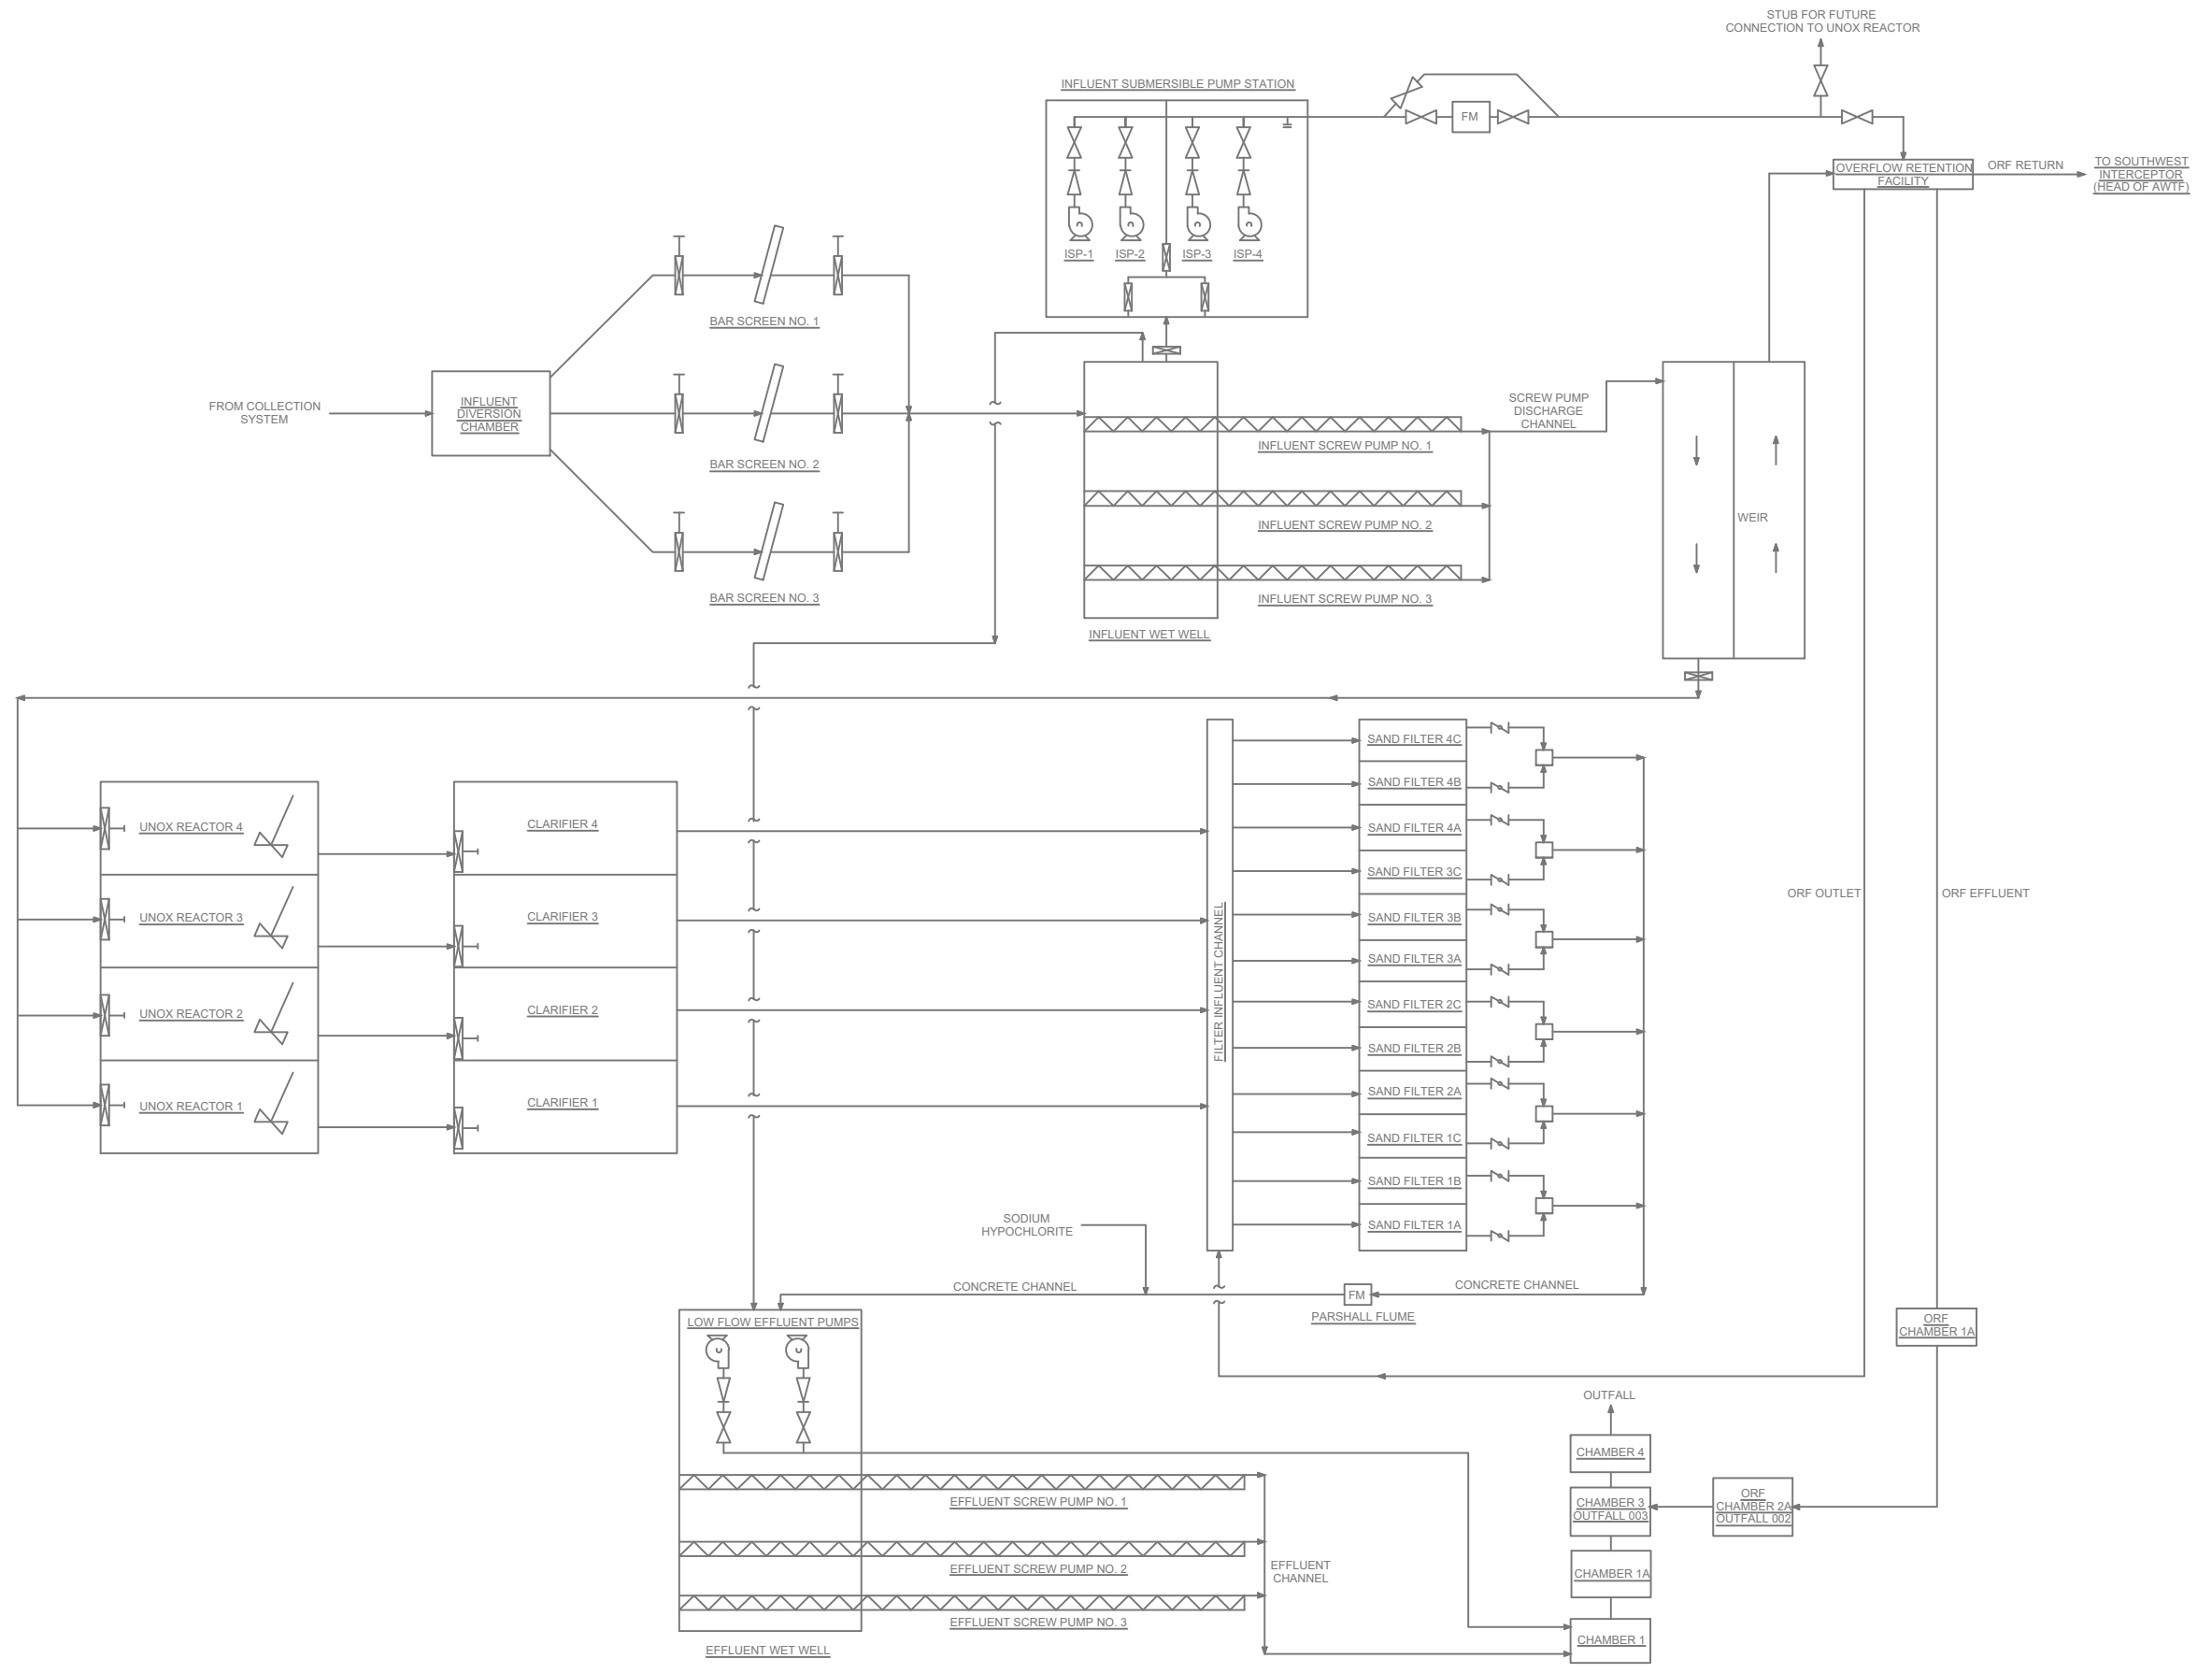 STUB FOR FUTURE
CONNECTION TO UNOX REACTOR
INFLUENT SUBMERSIBLE PUMP STATION
FM
OVERFLOW RETENTION
FACILITY
ORF RETURN
TO SOUTHWEST
INTERCEPTOR
(HEAD OF AWTF)
ISP-1
ISP-2
ISP-3
ISP-4
BAR SCREEN NO. 1
FROM COLLECTION
SYSTEM
INFLUENT
DIVERSION
CHAMBER
BAR SCREEN NO. 2
BAR SCREEN NO. 3
SCREW PUMP
DISCHARGE
CHANNEL
INFLUENT SCREW PUMP NO. 1
INFLUENT SCREW PUMP NO. 2
INFLUENT SCREW PUMP NO. 3
INFLUENT WET WELL
WEIR
UNOX REACTOR 4
UNOX REACTOR 3
UNOX REACTOR 2
UNOX REACTOR 1
CLARIFIER 4
CLARIFIER 3
CLARIFIER 2
CLARIFIER 1
FILTER INFLUENT CHANNEL
SAND FILTER 4C
SAND FILTER 4B
SAND FILTER 4A
SAND FILTER 3C
SAND FILTER 3B
SAND FILTER 3A
SAND FILTER 2C
SAND FILTER 2B
SAND FILTER 2A
SAND FILTER 1C
SAND FILTER 1B
SAND FILTER 1A
ORF OUTLET
ORF EFFLUENT
SODIUM
HYPOCHLORITE
CONCRETE CHANNEL
FM
PARSHALL FLUME
CONCRETE CHANNEL
ORF
CHAMBER 1A
LOW FLOW EFFLUENT PUMPS
EFFLUENT SCREW PUMP NO. 1
EFFLUENT SCREW PUMP NO. 2
EFFLUENT SCREW PUMP NO. 3
EFFLUENT WET WELL
EFFLUENT
CHANNEL
OUTFALL
CHAMBER 4
CHAMBER 3
OUTFALL 003
ORF
CHAMBER 2A
OUTFALL 002
CHAMBER 1A
CHAMBER 1